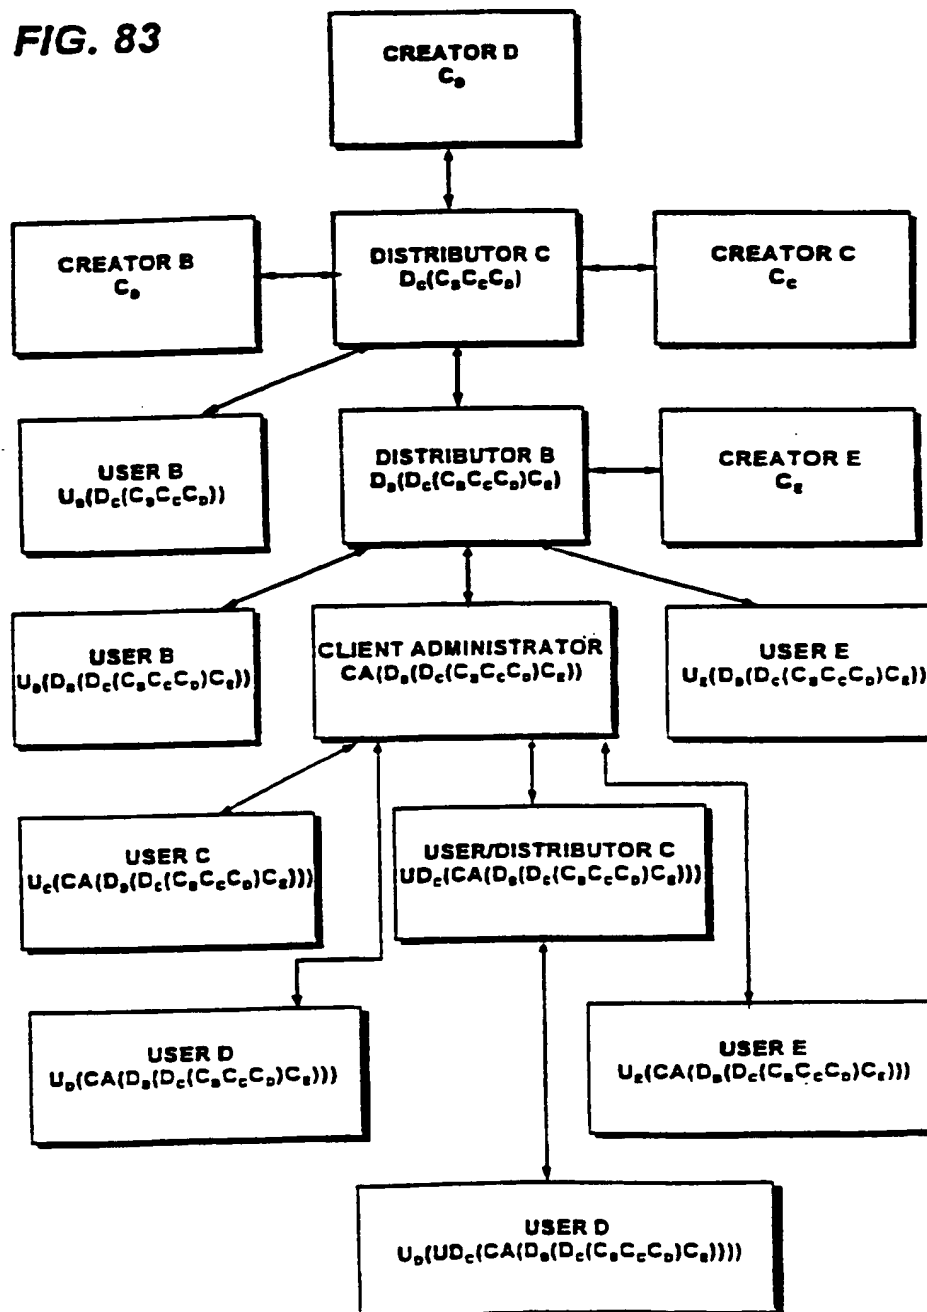 FIG. 83
CREATOR D
C_D
CREATOR B
C_B
DISTRIBUTOR C
D_C(C_BC_CC_D)
CREATOR C
C_C
USER B
U_B(D_C(C_BC_CC_D))
DISTRIBUTOR B
D_B(D_C(C_BC_CC_D)C_E)
CREATOR E
C_E
USER B
U_B(D_B(D_C(C_BC_CC_D)C_E))
CLIENT ADMINISTRATOR
CA(D_B(D_C(C_BC_CC_D)C_E))
USER E
U_E(D_B(D_C(C_BC_CC_D)C_E))
USER C
U_C(CA(D_B(D_C(C_BC_CC_D)C_E)))
USER/DISTRIBUTOR C
UD_C(CA(D_B(D_C(C_BC_CC_D)C_E)))
USER D
U_D(CA(D_B(D_C(C_BC_CC_D)C_E)))
USER E
U_E(CA(D_B(D_C(C_BC_CC_D)C_E)))
USER D
U_D(UD_C(CA(D_B(D_C(C_BC_CC_D)C_E))))